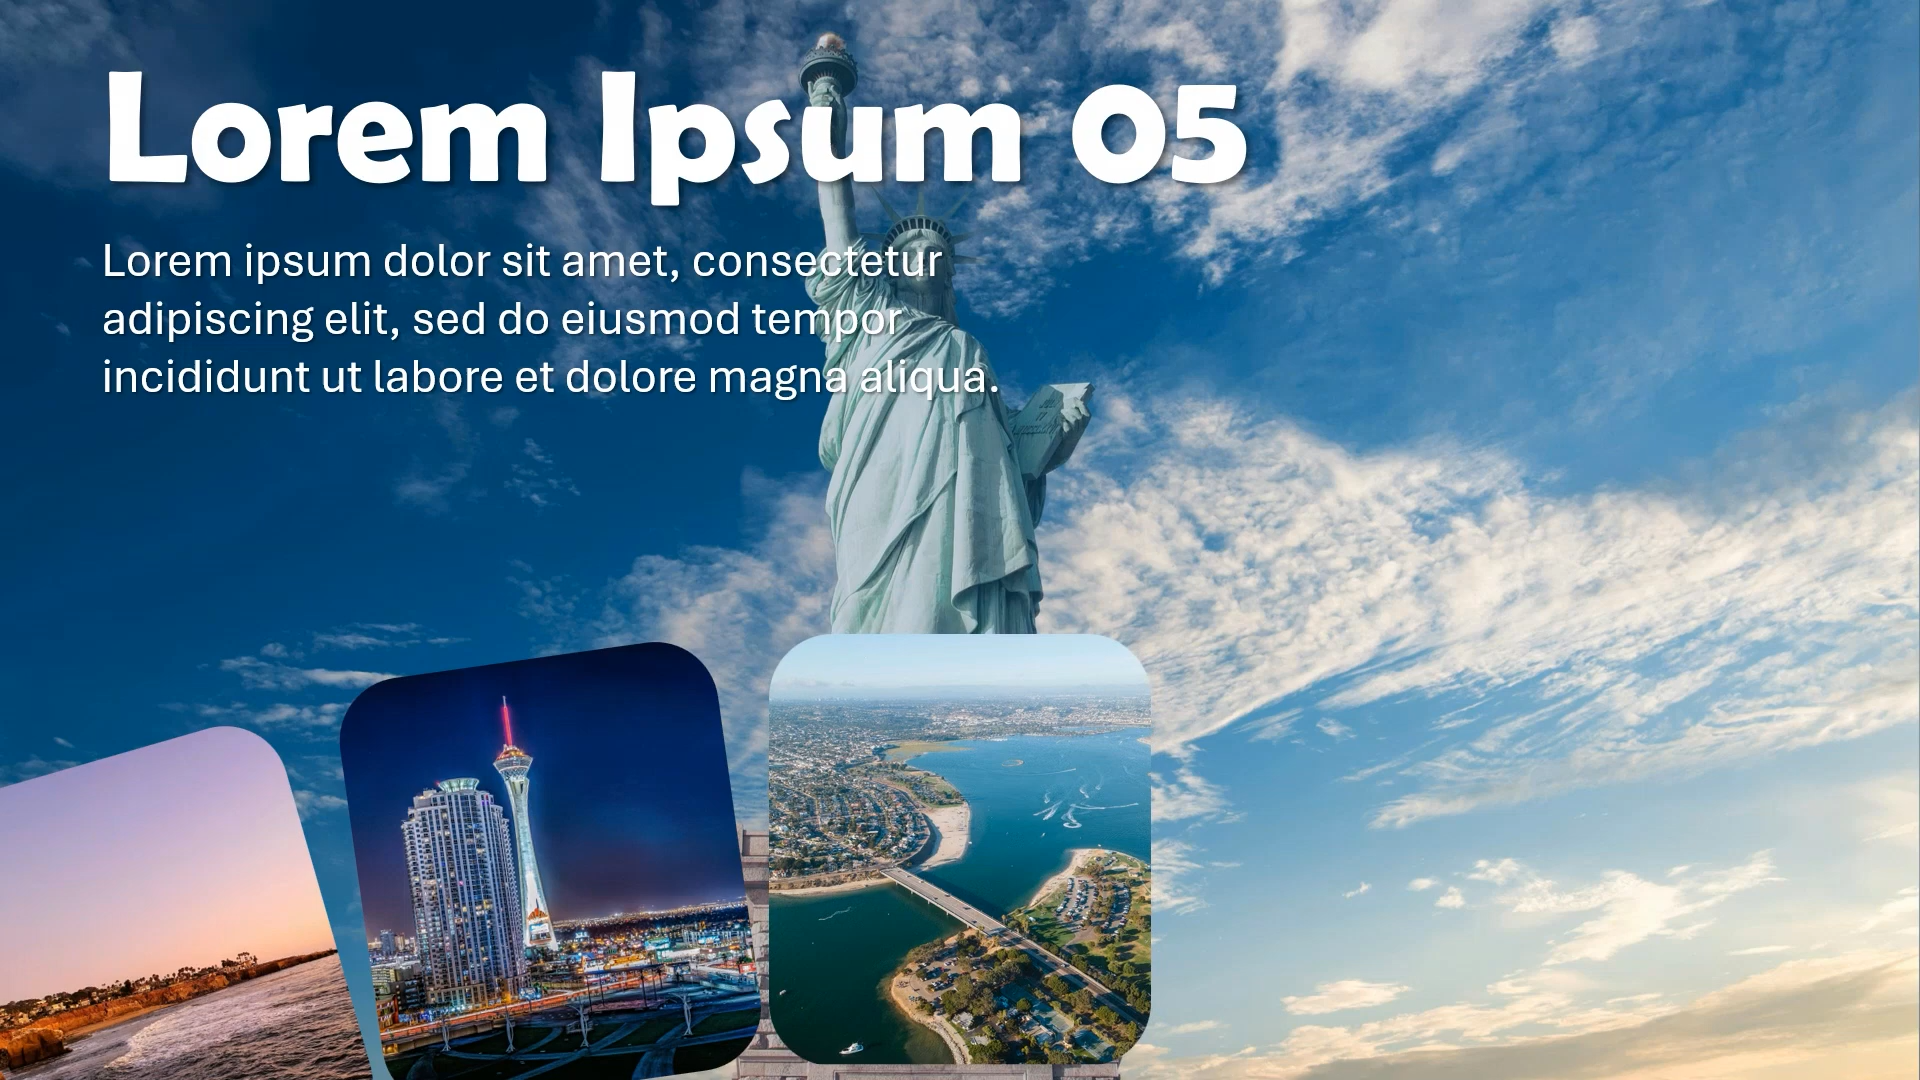 Lorem Ipsum 05
Lorem ipsum dolor sit amet, consectetur
adipiscing elit, sed do eiusmod tempor
incididunt ut labore et dolore magna aliqua.